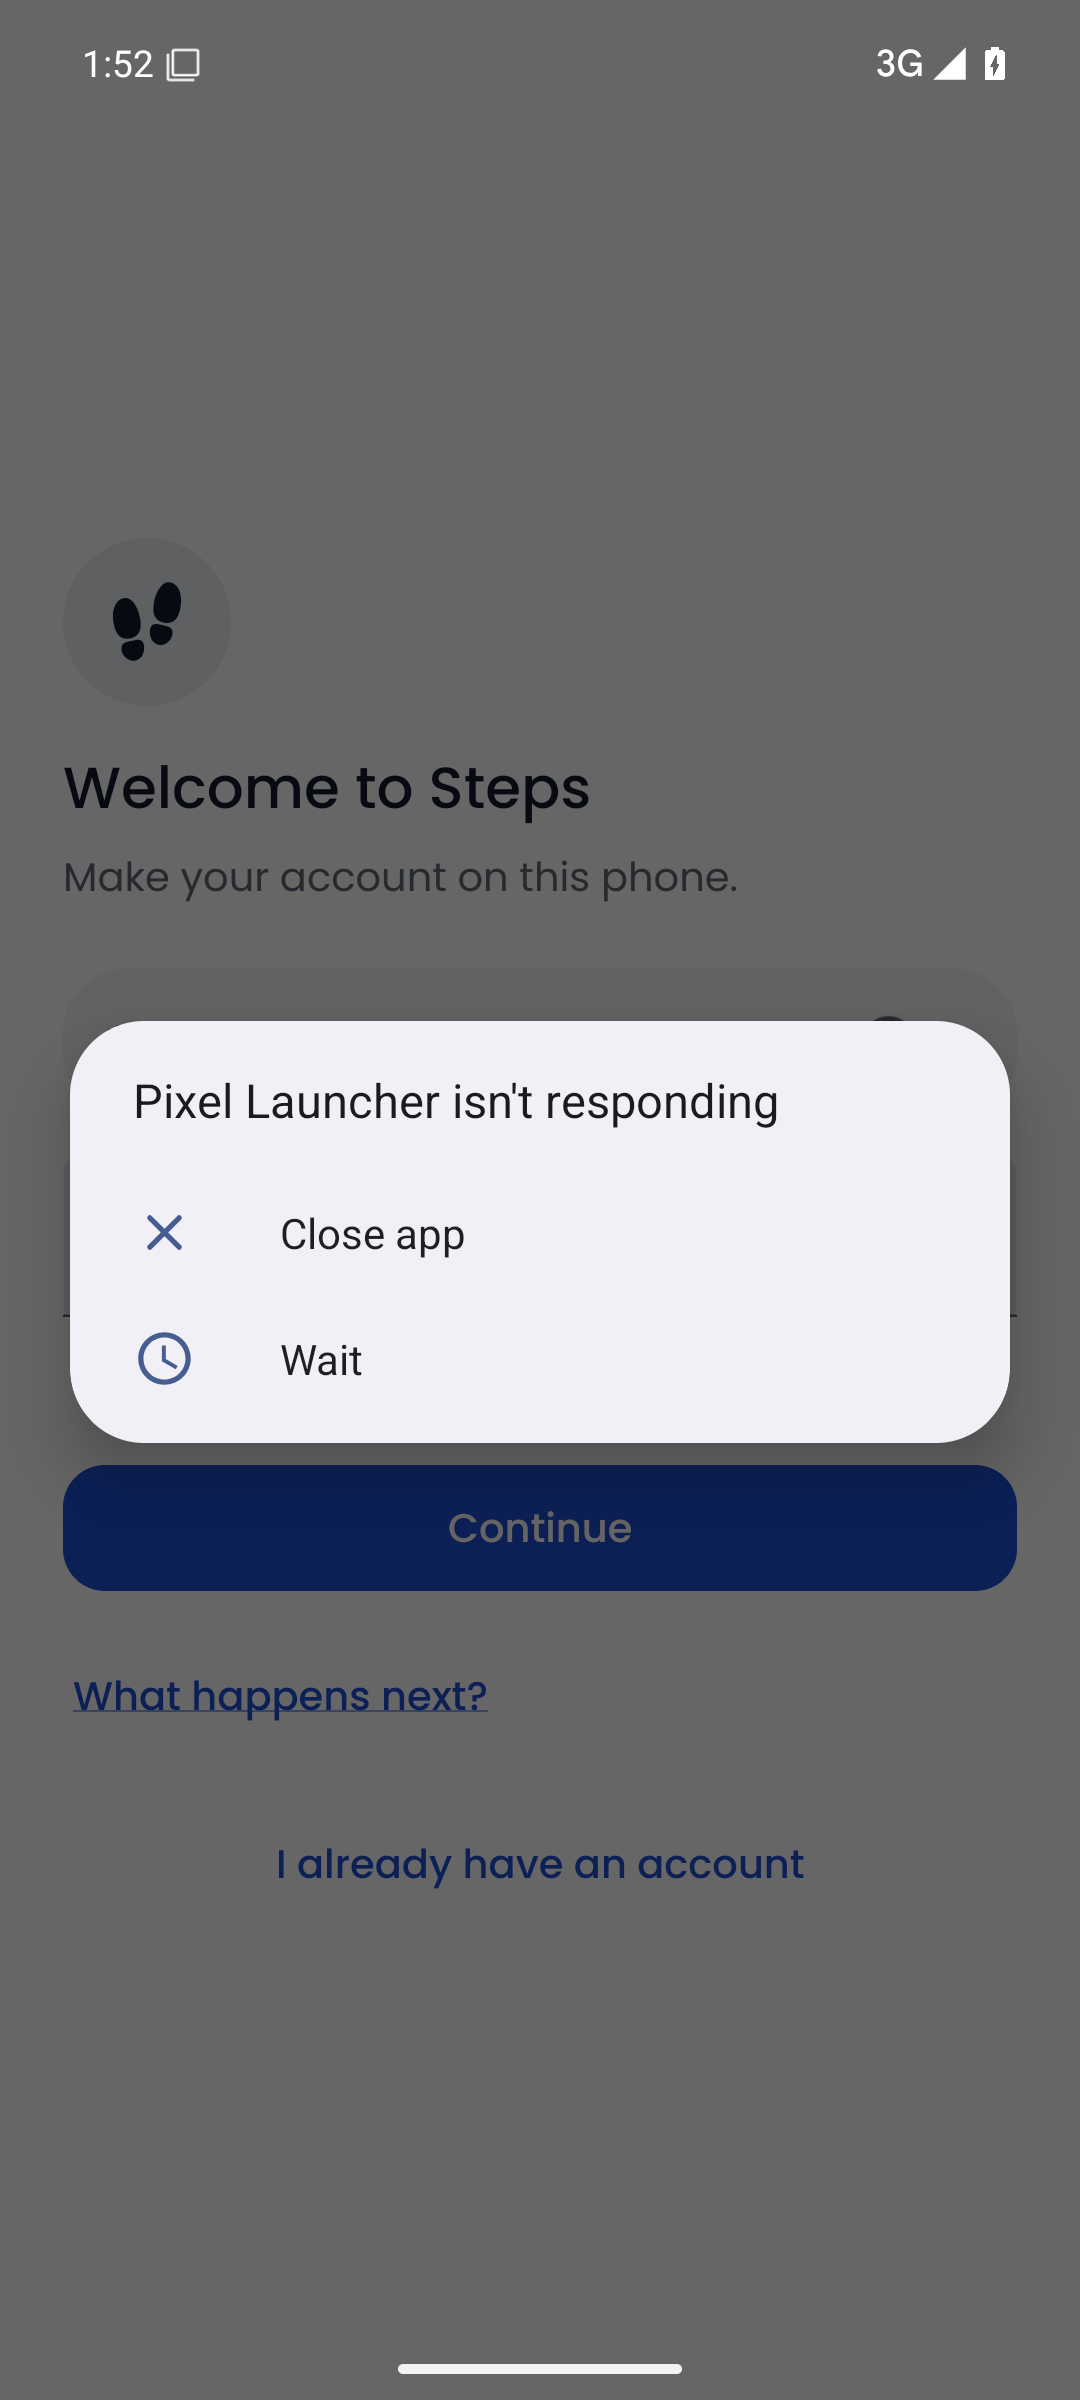 1:52
3G
Welcome to Steps
Make your account on this phone.
Pixel Launcher isn't responding
Close app
Wait
Continue
What happens next?
I already have an account